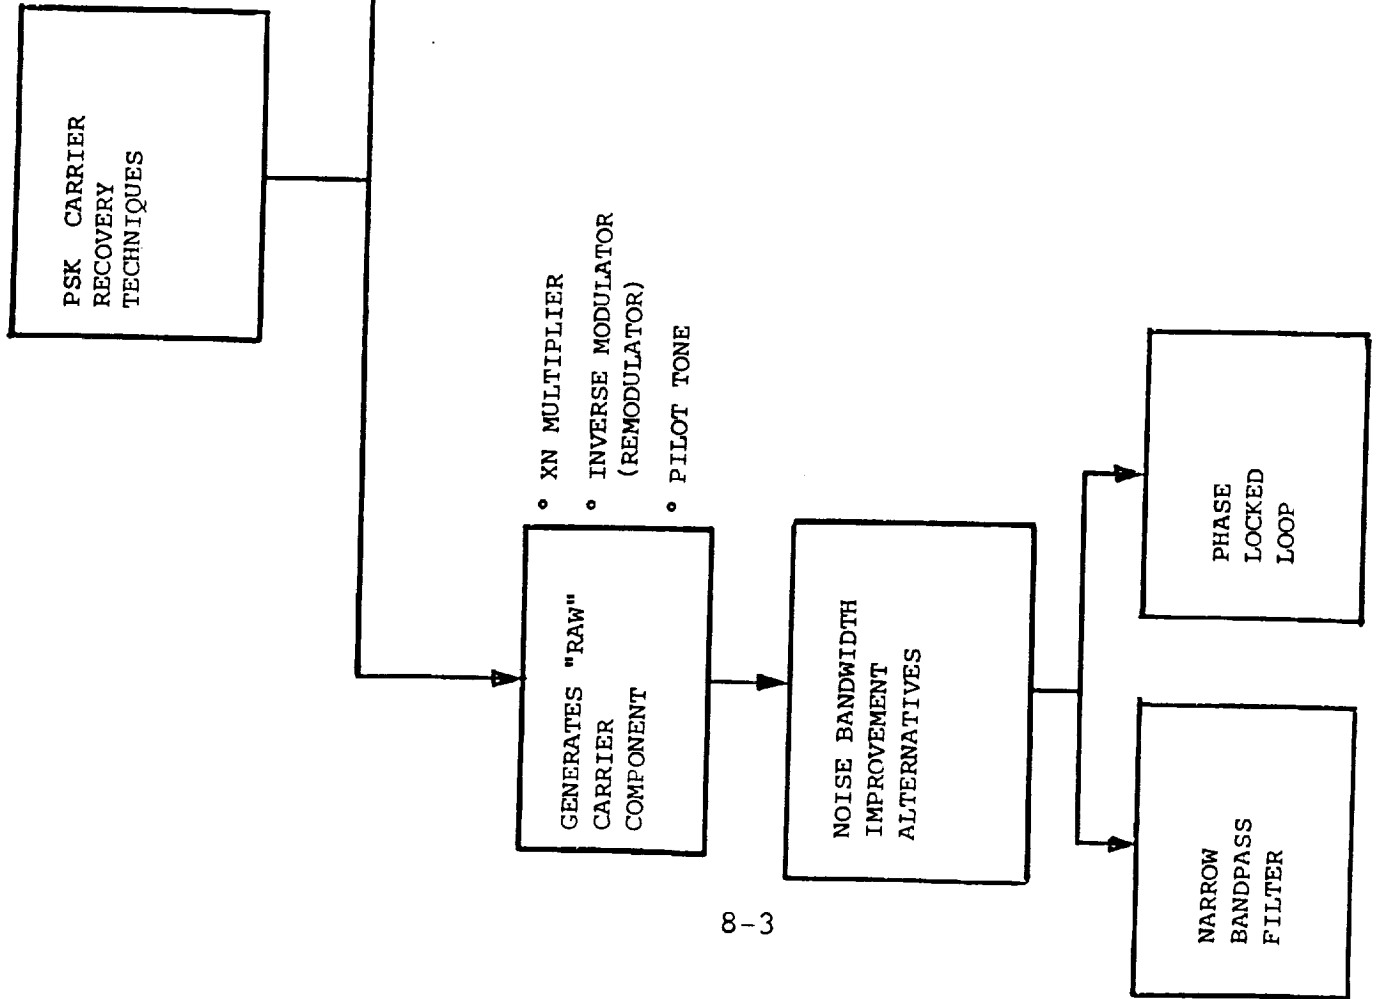 PSK CARRIER
RECOVERY
TECHNIQUES
° XN MULTIPLIER
° INVERSE MODULATOR
(REMODULATOR)
° PILOT TONE
GENERATES "RAW"
CARRIER
COMPONENT
NOISE BANDWIDTH
IMPROVEMENT
ALTERNATIVES
NARROW
BANDPASS
FILTER
PHASE
LOCKED
LOOP
8-3